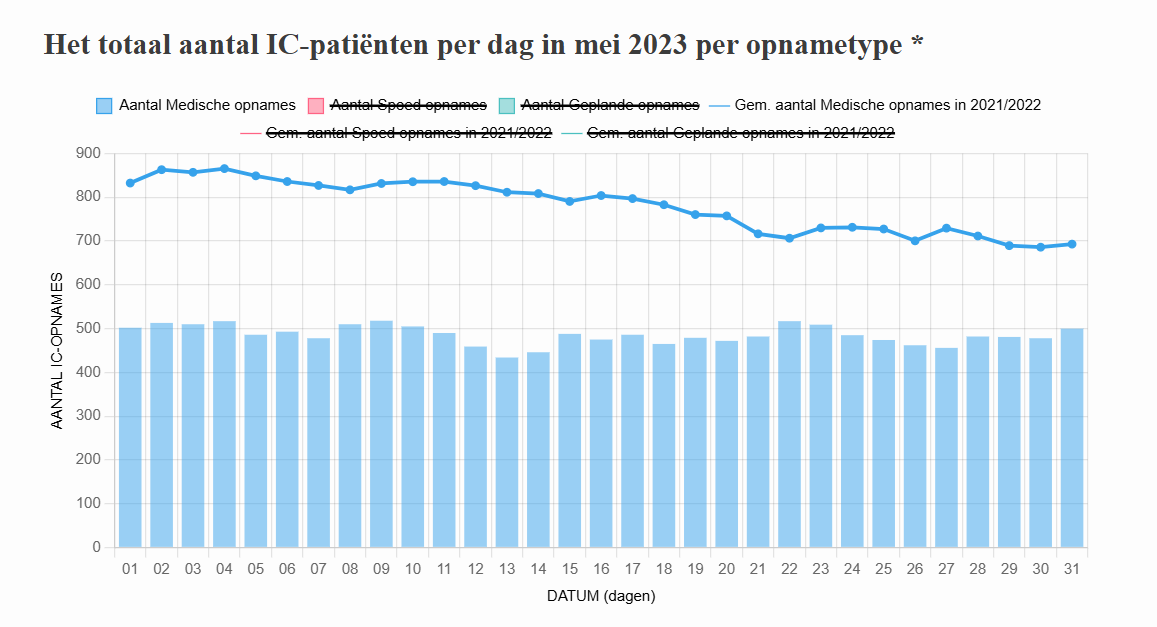 Het totaal aantal IC-patiënten per dag in mei 2023 per opnametype *
Aantal Medische opnames Aantal Spoed opnames Aantal Geplande opnames Gem. aantal Medische opnames in 2021/2022
Gem. aantal Spoed opnames in 2021/2022 Gem. aantal Geplande opnames in 2021/2022
900
800
700
600
500
400
300
200
100
0
AANTAL IC-OPNAMES
01 02 03 04 05 06 07 08 09 10 11 12 13 14 15 16 17 18 19 20 21 22 23 24 25 26 27 28 29 30 31
DATUM (dagen)